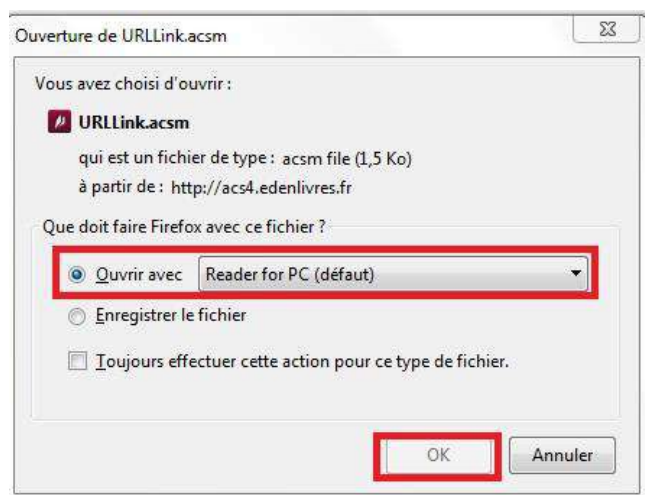 Ouverture de URLLink.acsm
Vous avez choisi d'ouvrir :
URLLink.acsm
qui est un fichier de type : acsm file (1,5 Ko)
à partir de : http://acs4.edenlivres.fr
Que doit faire Firefox avec ce fichier ?
Ouvrir avec Reader for PC (défaut)
Enregistrer le fichier
Toujours effectuer cette action pour ce type de fichier.
OK Annuler